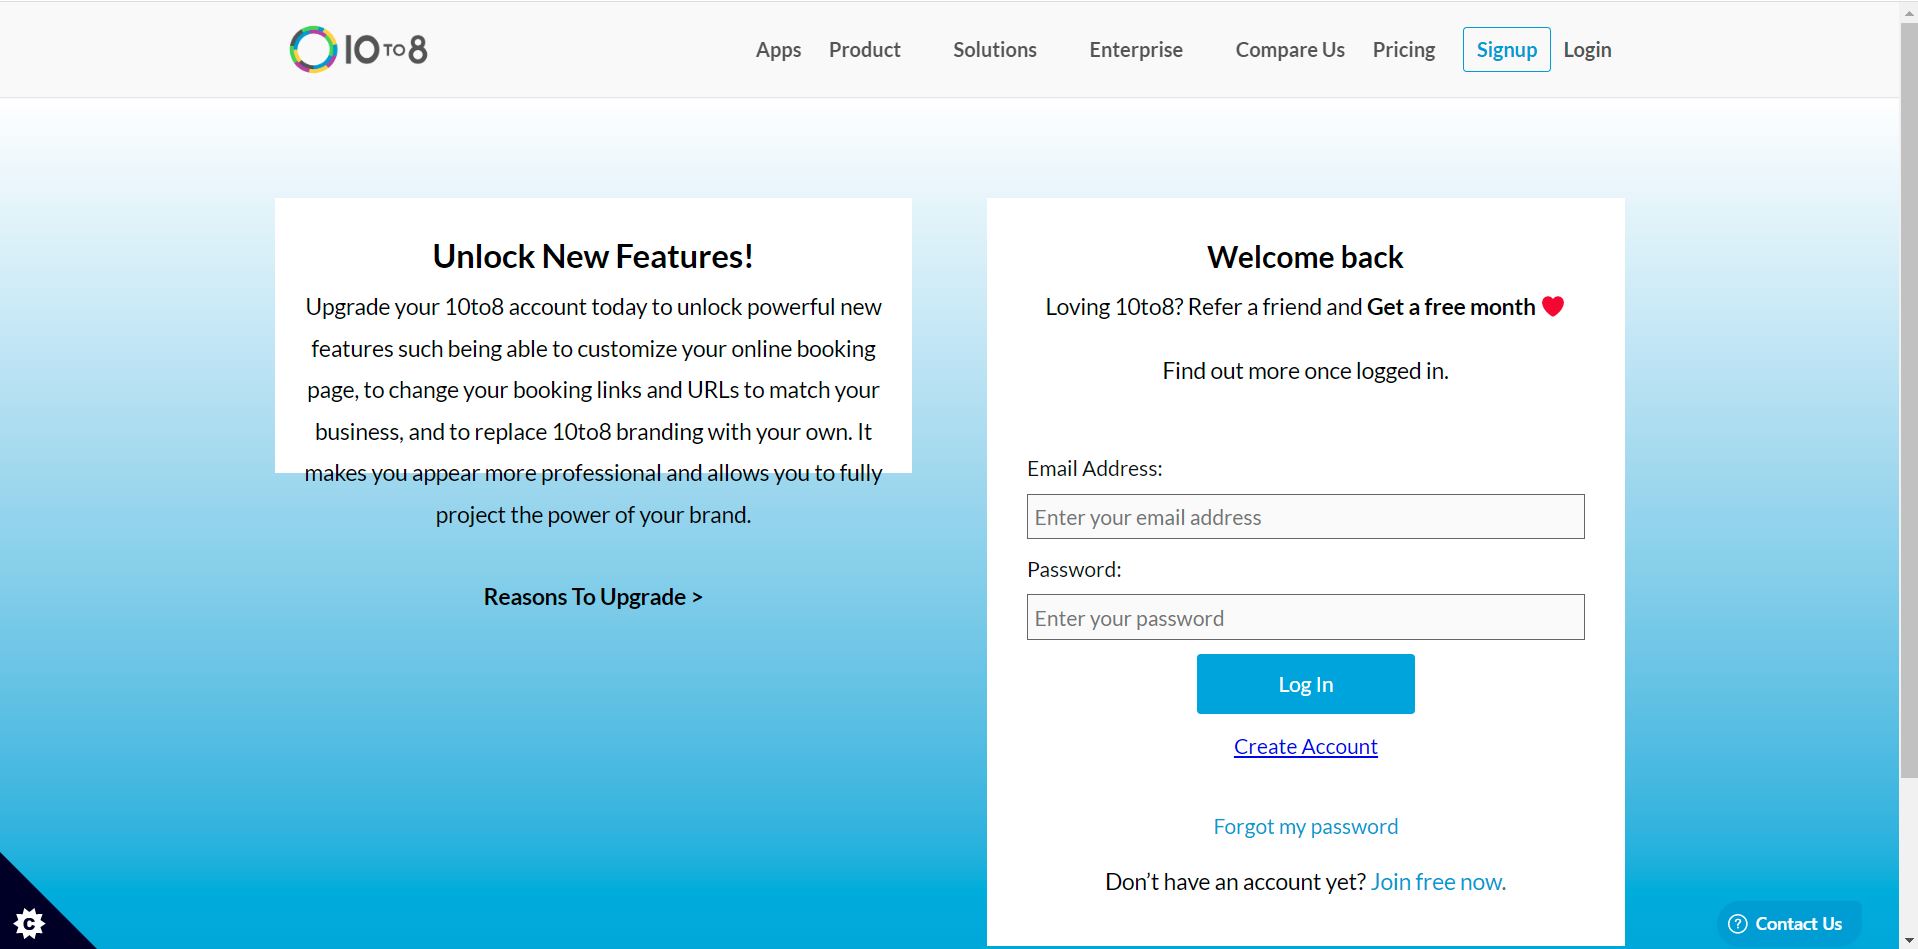 10TO8
Apps Product Solutions Enterprise Compare Us Pricing Signup Login
Unlock New Features!
Upgrade your 10to8 account today to unlock powerful new
features such being able to customize your online booking
page, to change your booking links and URLs to match your
business, and to replace 10to8 branding with your own. It
makes you appear more professional and allows you to fully
project the power of your brand.
Reasons To Upgrade >
Welcome back
Loving 10to8? Refer a friend and Get a free month ❤
Find out more once logged in.
Email Address:
Enter your email address
Password:
Enter your password
Log In
Create Account
Forgot my password
Don’t have an account yet? Join free now.
C
? Contact Us